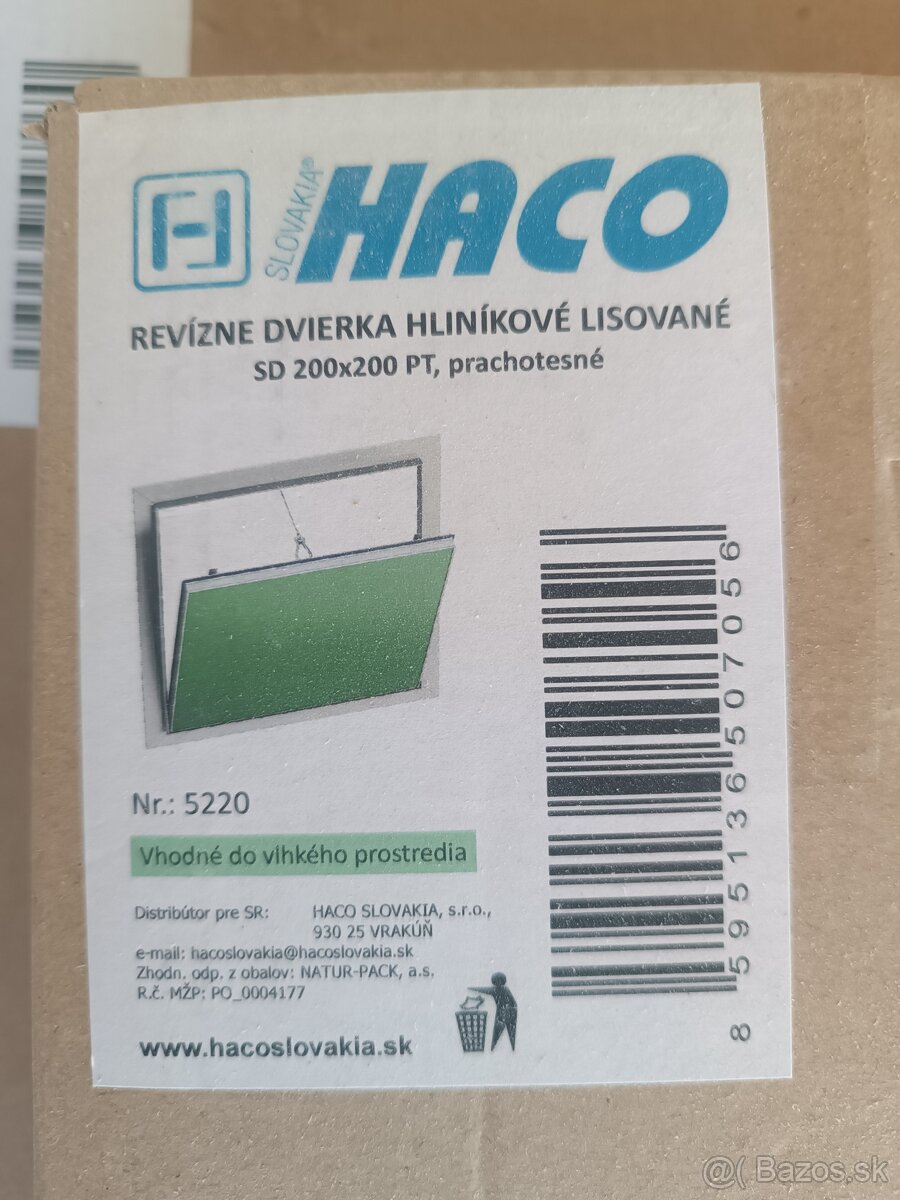 SLOVAKIA® HACO
REVÍZNE DVIERKA HLINÍKOVÉ LISOVANÉ
SD 200x200 PT, prachotesné
Nr.: 5220
Vhodné do vlhkého prostredia
Distribútor pre SR: HACO SLOVAKIA, s.r.o.,
930 25 VRAKÚŇ
e-mail: hacoslovakia@hacoslovakia.sk
Zhodn. odp. z obalov: NATUR-PACK, a.s.
R.č. MŽP: PO_0004177
www.hacoslovakia.sk
8 595136 507056
@( Bazos.sk